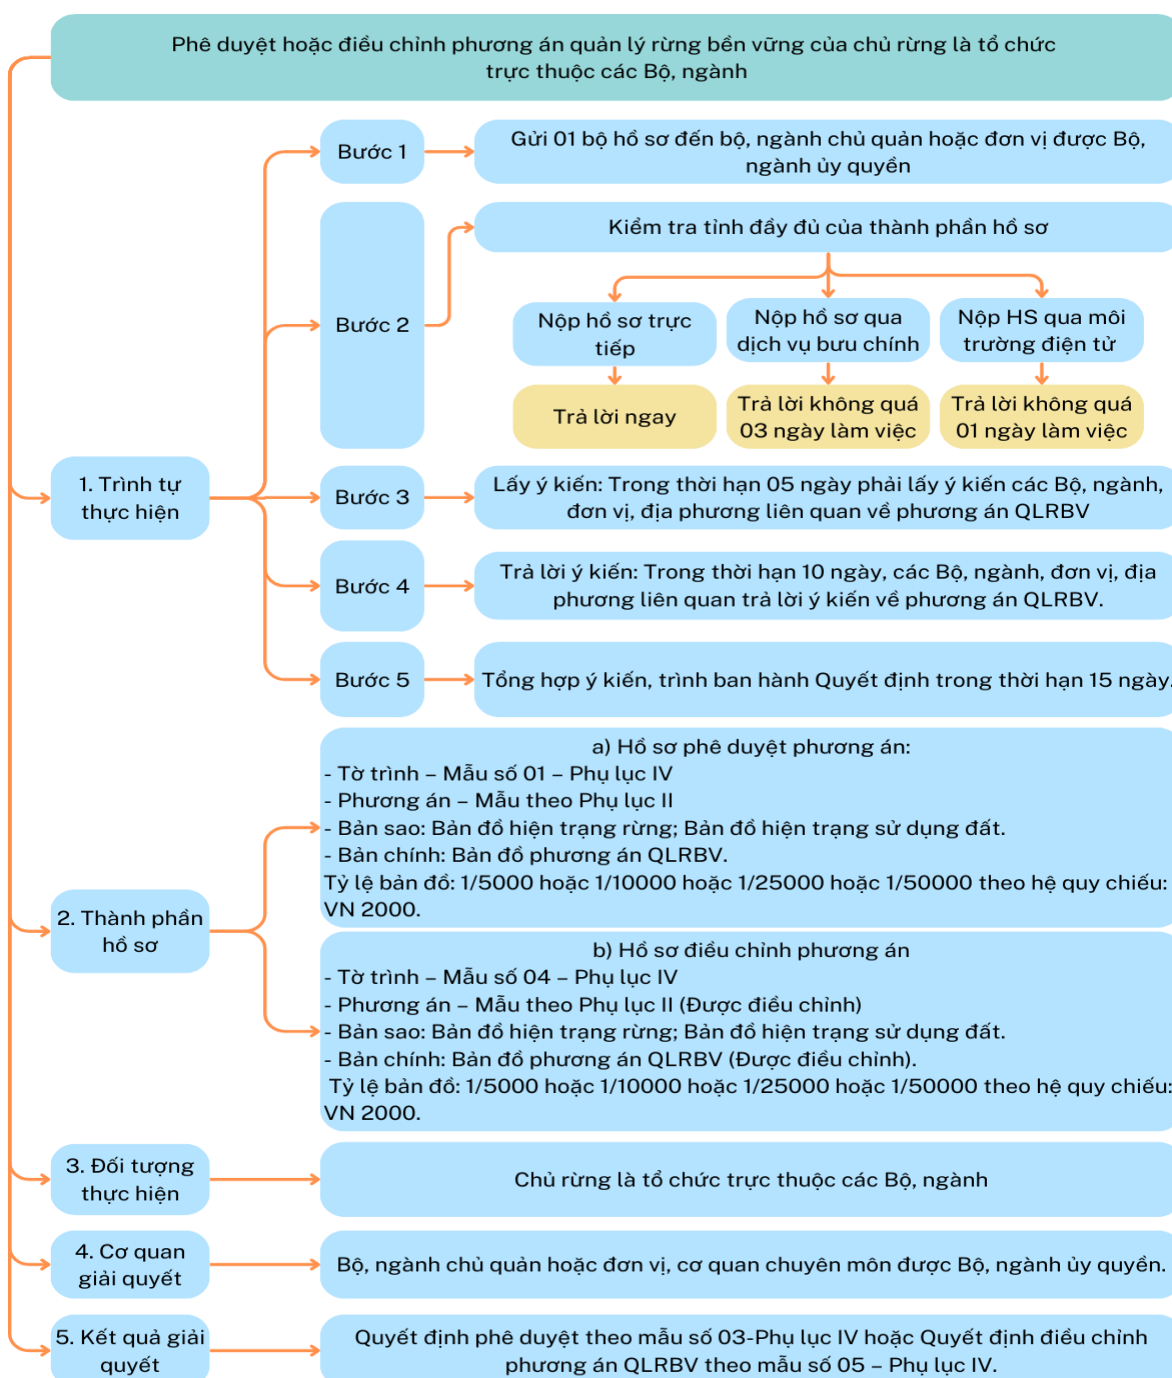 Phê duyệt hoặc điều chỉnh phương án quản lý rừng bền vững của chủ rừng là tổ chức
trực thuộc các Bộ, ngành
Bước 1
Gửi 01 bộ hồ sơ đến bộ, ngành chủ quản hoặc đơn vị được Bộ,
ngành ủy quyền
Bước 2
Kiểm tra tỉnh đầy đủ của thành phần hồ sơ
Nộp hồ sơ trực
tiếp
Nộp hồ sơ qua
dịch vụ bưu chính
Nộp HS qua môi
trường điện tử
Trả lời ngay
Trả lời không quá
03 ngày làm việc
Trả lời không quá
01 ngày làm việc
1. Trình tự
thực hiện
Bước 3
Lấy ý kiến: Trong thời hạn 05 ngày phải lấy ý kiến các Bộ, ngành,
đơn vị, địa phương liên quan về phương án QLRBV
Bước 4
Trả lời ý kiến: Trong thời hạn 10 ngày, các Bộ, ngành, đơn vị, địa
phương liên quan trả lời ý kiến về phương án QLRBV.
Bước 5
Tổng hợp ý kiến, trình ban hành Quyết định trong thời hạn 15 ngày.
2. Thành phần
hồ sơ
a) Hồ sơ phê duyệt phương án:
- Tờ trình – Mẫu số 01 – Phụ lục IV
- Phương án – Mẫu theo Phụ lục II
- Bản sao: Bản đồ hiện trạng rừng; Bản đồ hiện trạng sử dụng đất.
- Bản chính: Bản đồ phương án QLRBV.
Tỷ lệ bản đồ: 1/5000 hoặc 1/10000 hoặc 1/25000 hoặc 1/50000 theo hệ quy chiếu:
VN 2000.
b) Hồ sơ điều chỉnh phương án
- Tờ trình – Mẫu số 04 – Phụ lục IV
- Phương án – Mẫu theo Phụ lục II (Được điều chỉnh)
- Bản sao: Bản đồ hiện trạng rừng; Bản đồ hiện trạng sử dụng đất.
- Bản chính: Bản đồ phương án QLRBV (Được điều chỉnh).
Tỷ lệ bản đồ: 1/5000 hoặc 1/10000 hoặc 1/25000 hoặc 1/50000 theo hệ quy chiếu:
VN 2000.
3. Đối tượng
thực hiện
Chủ rừng là tổ chức trực thuộc các Bộ, ngành
4. Cơ quan
giải quyết
Bộ, ngành chủ quản hoặc đơn vị, cơ quan chuyên môn được Bộ, ngành ủy quyền.
5. Kết quả giải
quyết
Quyết định phê duyệt theo mẫu số 03-Phụ lục IV hoặc Quyết định điều chỉnh
phương án QLRBV theo mẫu số 05 – Phụ lục IV.